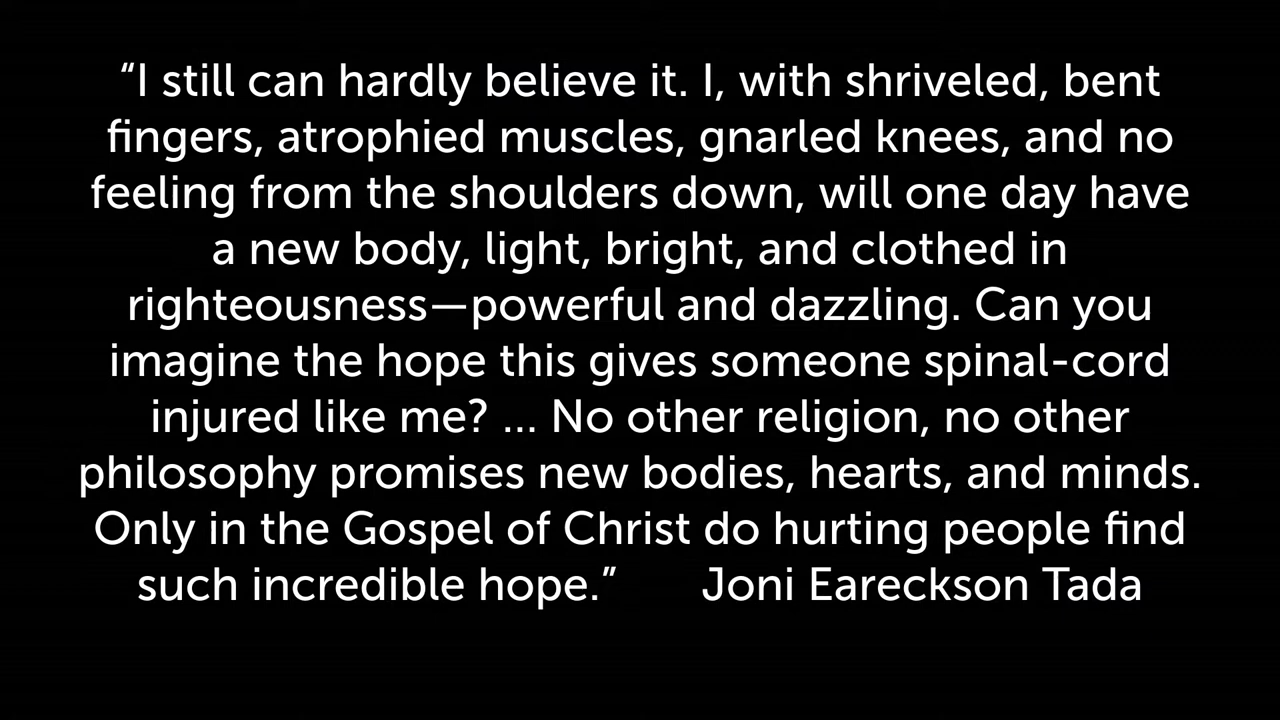 “I still can hardly believe it. I, with shriveled, bent
fingers, atrophied muscles, gnarled knees, and no
feeling from the shoulders down, will one day have
a new body, light, bright, and clothed in
righteousness—powerful and dazzling. Can you
imagine the hope this gives someone spinal-cord
injured like me? ... No other religion, no other
philosophy promises new bodies, hearts, and minds.
Only in the Gospel of Christ do hurting people find
such incredible hope.” Joni Eareckson Tada